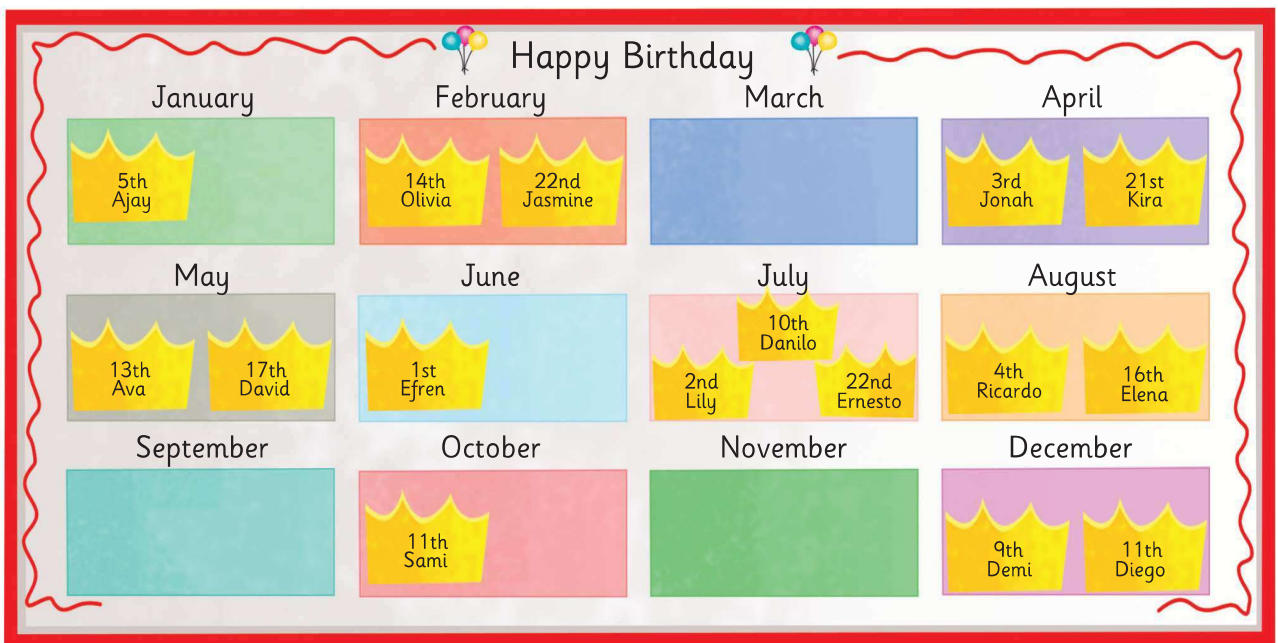 Happy Birthday
January
5th
Ajay
February
14th
Olivia
22nd
Jasmine
March
April
3rd
Jonah
21st
Kira
May
13th
Ava
17th
David
June
1st
Efren
July
2nd
Lily
10th
Danilo
22nd
Ernesto
August
4th
Ricardo
16th
Elena
September
October
11th
Sami
November
December
9th
Demi
11th
Diego